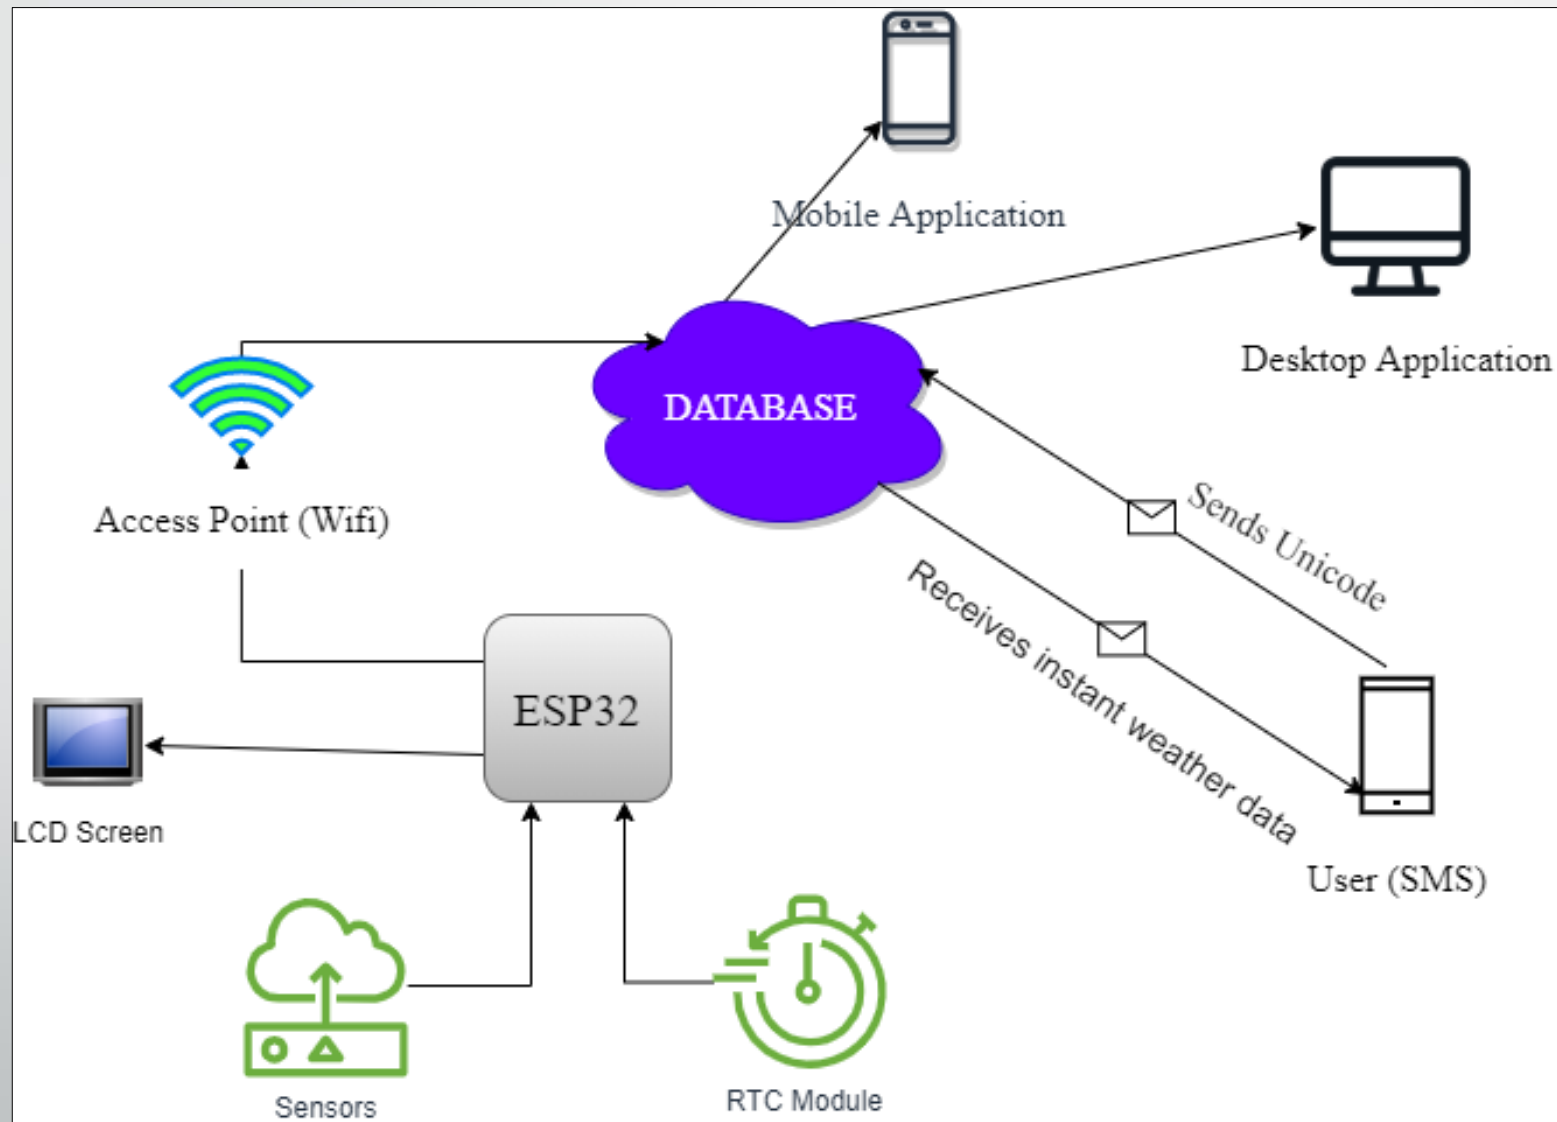 Mobile Application
Desktop Application
DATABASE
Access Point (Wifi)
Sends Unicode
Receives instant weather data
ESP32
LCD Screen
User (SMS)
Sensors
RTC Module